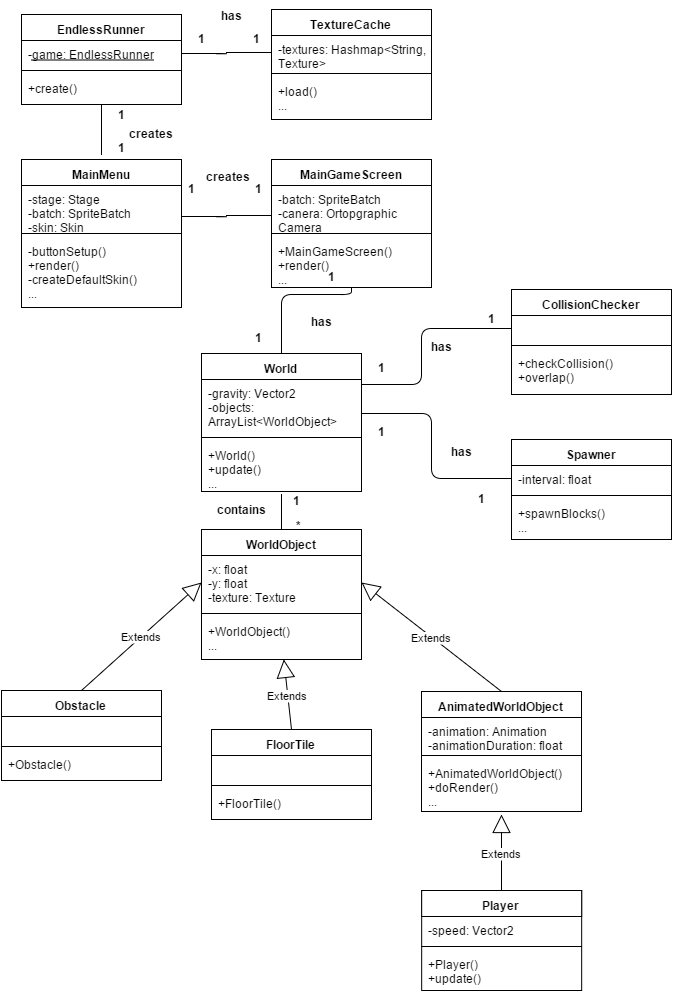 has
EndlessRunner
-game: EndlessRunner
+create()
1
1
TextureCache
-textures: Hashmap<String,
Texture>
+load()
...
1
creates
1
MainMenu
-stage: Stage
-batch: SpriteBatch
-skin: Skin
-buttonSetup()
+render()
-createDefaultSkin()
...
creates
1
1
MainGameScreen
-batch: SpriteBatch
-canera: Ortopgraphic
Camera
+MainGameScreen()
+render()
...
1
has
1
World
-gravity: Vector2
-objects:
ArrayList<WorldObject>
+World()
+update()
...
1
has
1
CollisionChecker
+checkCollision()
+overlap()
1
has
1
Spawner
-interval: float
+spawnBlocks()
...
contains
1
*
WorldObject
-x: float
-y: float
-texture: Texture
+WorldObject()
...
Extends
Extends
Extends
Obstacle
+Obstacle()
FloorTile
+FloorTile()
AnimatedWorldObject
-animation: Animation
-animationDuration: float
+AnimatedWorldObject()
+doRender()
...
Extends
Player
-speed: Vector2
+Player()
+update()